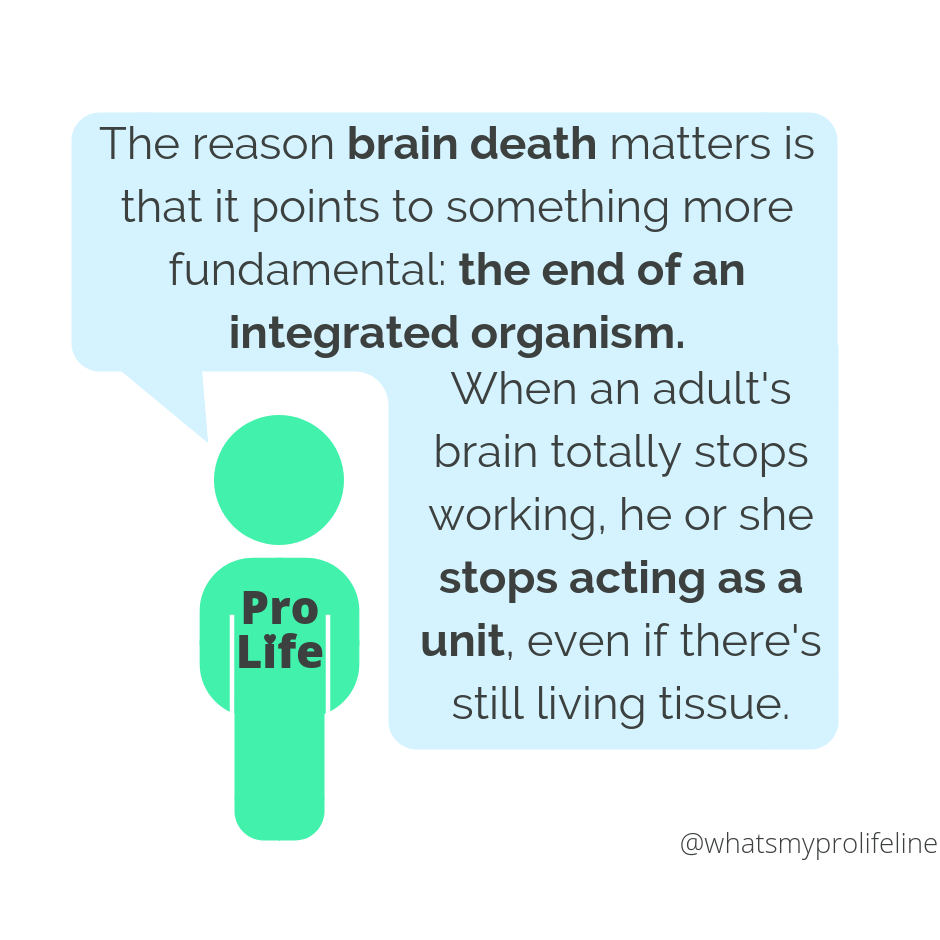 The reason brain death matters is
that it points to something more
fundamental: the end of an
integrated organism.
When an adult's
brain totally stops
working, he or she
stops acting as a
unit, even if there's
still living tissue.
Pro
Life
@whatsmyprolifeline